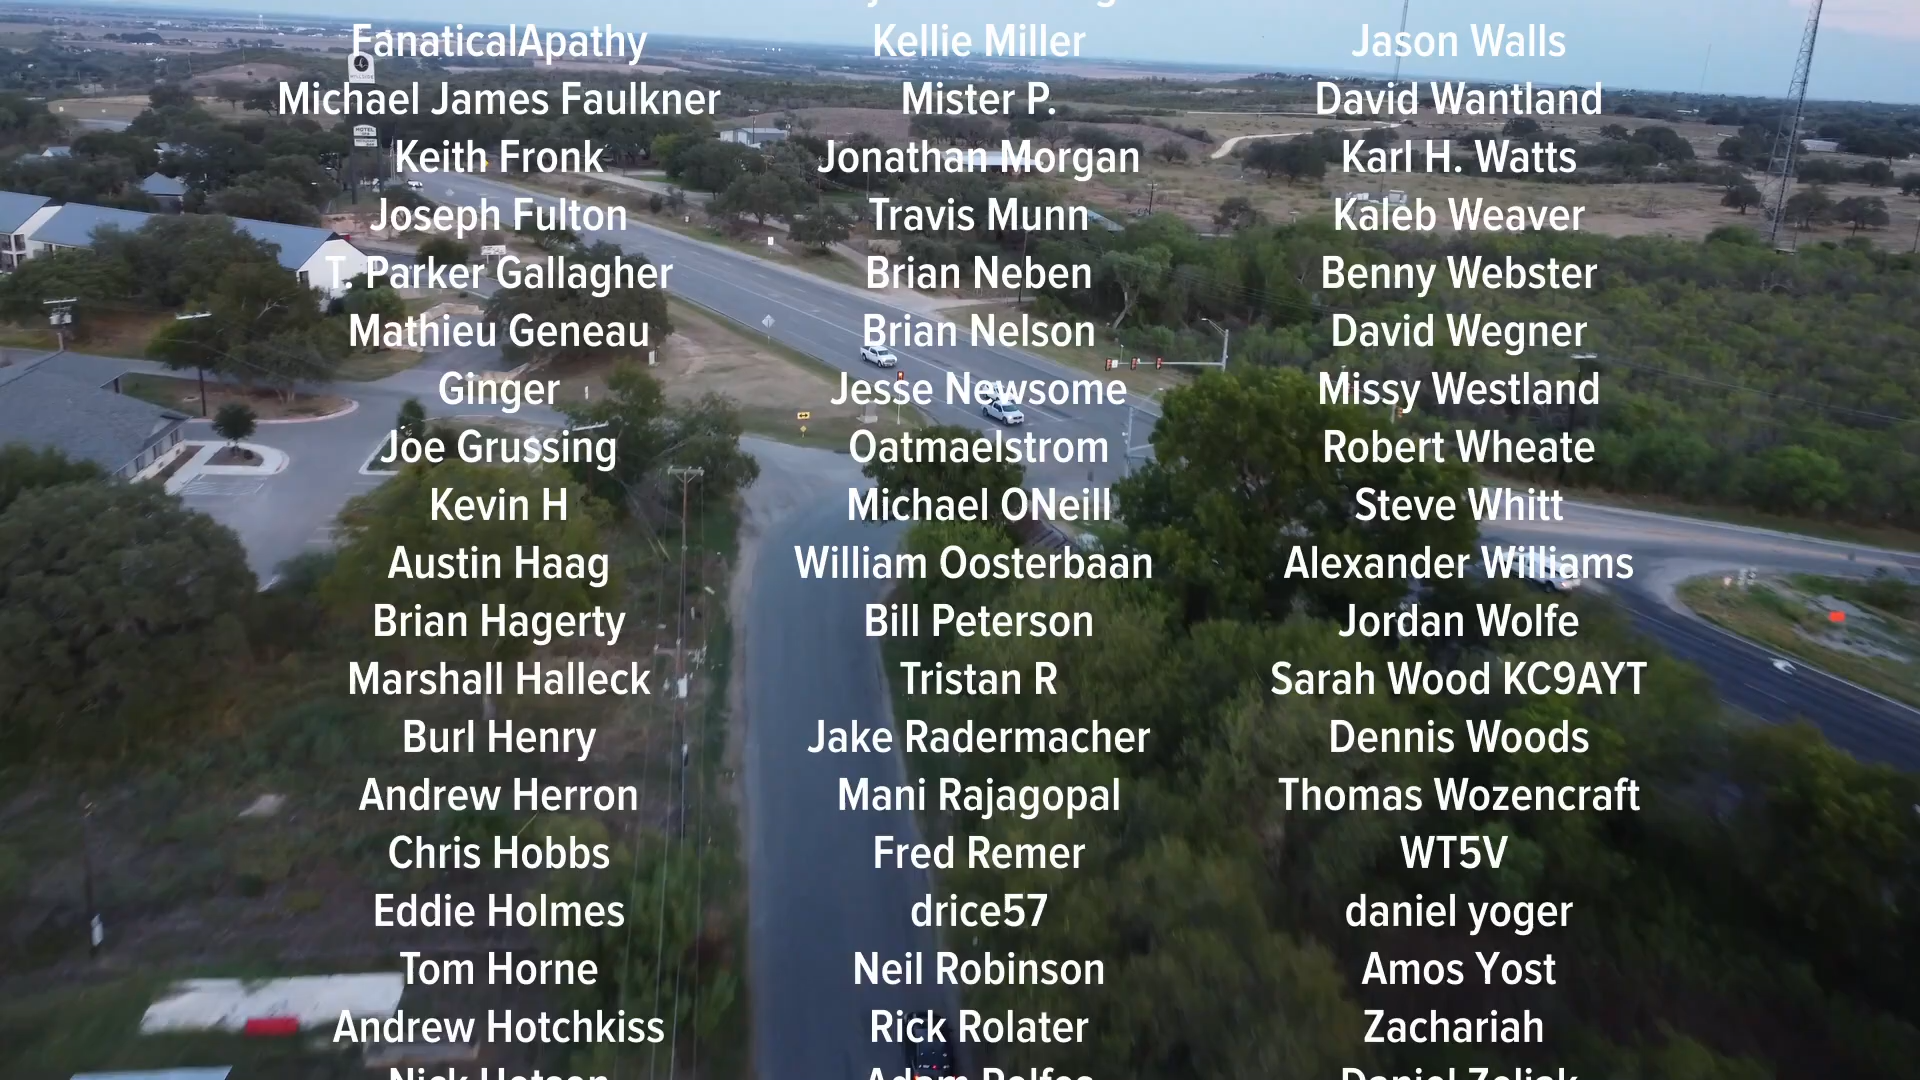 FanaticalApathy
Michael James Faulkner
Keith Fronk
Joseph Fulton
T. Parker Gallagher
Mathieu Geneau
Ginger
Joe Grussing
Kevin H
Austin Haag
Brian Hagerty
Marshall Halleck
Burl Henry
Andrew Herron
Chris Hobbs
Eddie Holmes
Tom Horne
Andrew Hotchkiss
Kellie Miller
Mister P.
Jonathan Morgan
Travis Munn
Brian Neben
Brian Nelson
Jesse Newsome
Oatmaelstrom
Michael ONeill
William Oosterbaan
Bill Peterson
Tristan R
Jake Radermacher
Mani Rajagopal
Fred Remer
drice57
Neil Robinson
Rick Rolater
Jason Walls
David Wantland
Karl H. Watts
Kaleb Weaver
Benny Webster
David Wegner
Missy Westland
Robert Wheate
Steve Whitt
Alexander Williams
Jordan Wolfe
Sarah Wood KC9AYT
Dennis Woods
Thomas Wozencraft
WT5V
daniel yoger
Amos Yost
Zachariah
MOTEL